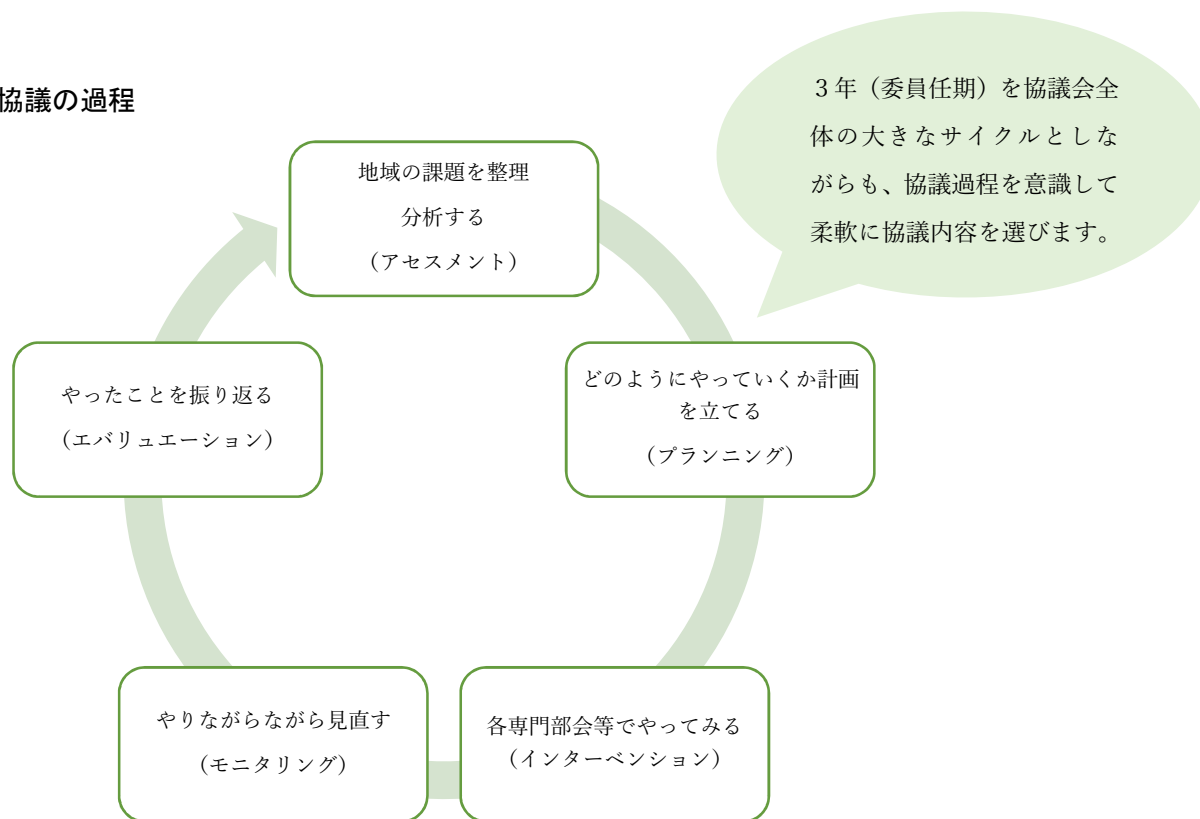 協議の過程
3年（委員任期）を協議会全
体の大きなサイクルとしな
がらも、協議過程を意識して
柔軟に協議内容を選びます。
地域の課題を整理
分析する
（アセスメント）
どのようにやっていくか計画
を立てる
（プランニング）
各専門部会等でやってみる
（インターベンション）
やりながらながら見直す
（モニタリング）
やったことを振り返る
（エバリュエーション）